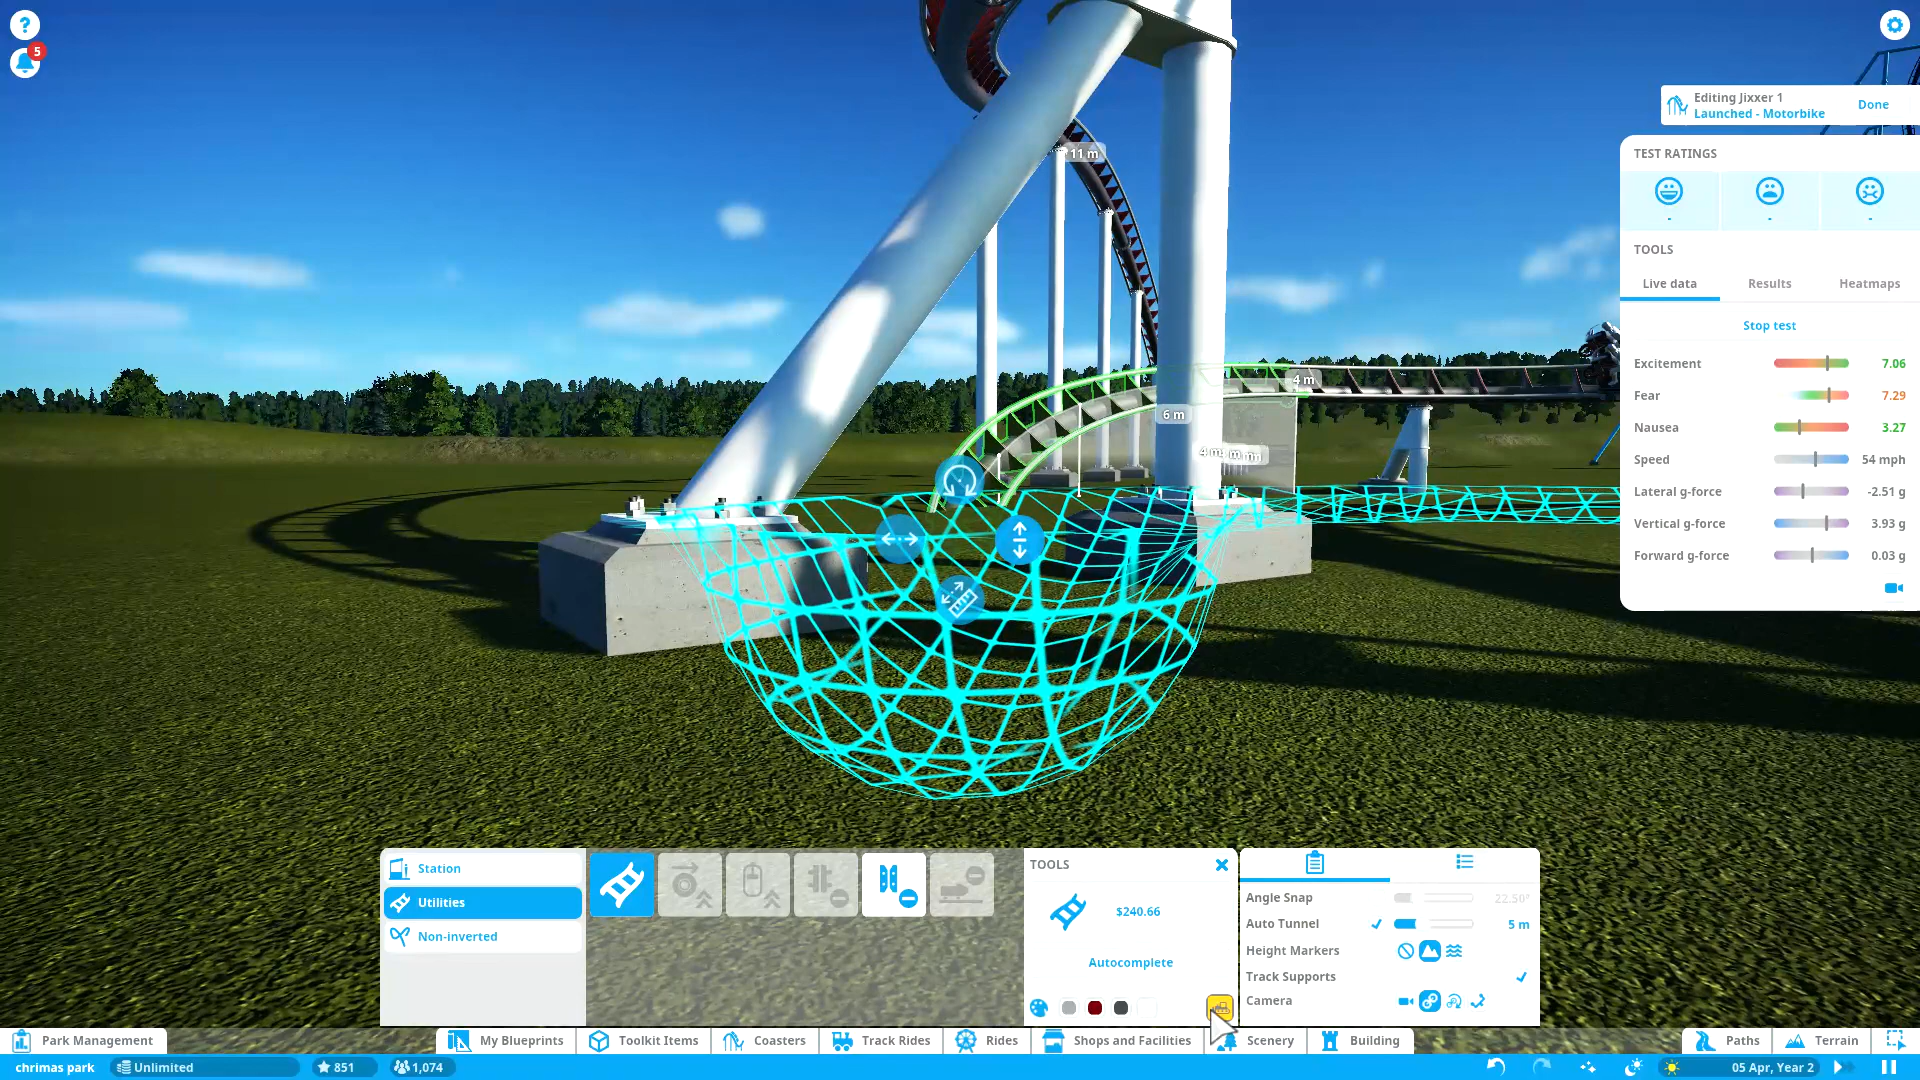 ?
5
Editing Jixxer 1
Launched - Motorbike
Done
TEST RATINGS
- - -
TOOLS
Live data Results Heatmaps
Stop test
Excitement 7.06
Fear 7.29
Nausea 3.27
Speed 54 mph
Lateral g-force -2.51 g
Vertical g-force 3.93 g
Forward g-force 0.03 g
11 m
4 m
6 m
4 m
Station
Utilities
Non-inverted
TOOLS
$240.66
Autocomplete
Angle Snap 22.50°
Auto Tunnel 5 m
Height Markers
Track Supports
Camera
Park Management
My Blueprints Toolkit Items Coasters Track Rides Rides Shops and Facilities Scenery Building
Paths Terrain
chrimas park Unlimited 851 1,074
05 Apr, Year 2